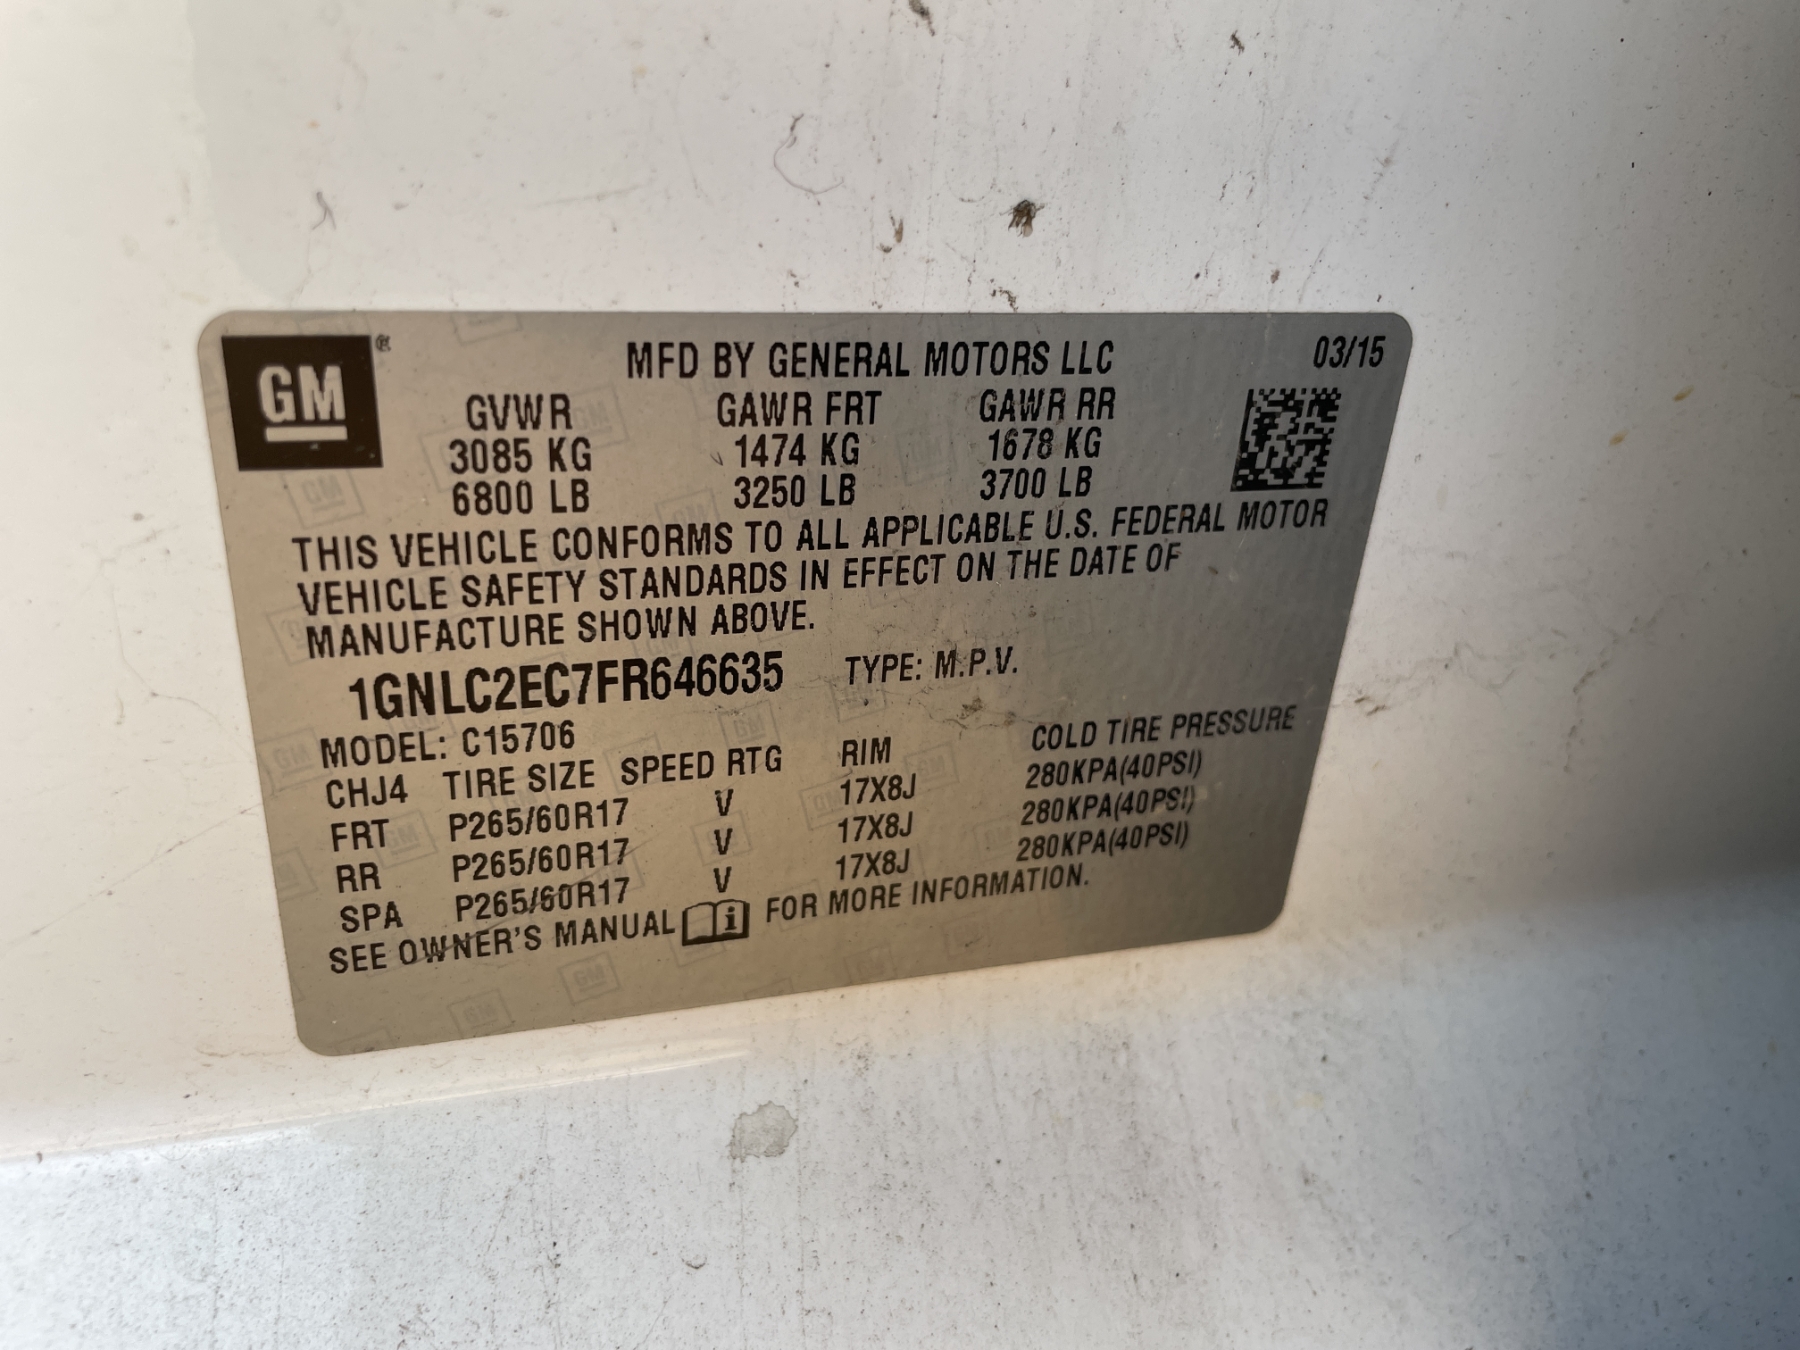 GM ®
MFD BY GENERAL MOTORS LLC 03/15
GVWR GAWR FRT GAWR RR
3085 KG 1474 KG 1678 KG
6800 LB 3250 LB 3700 LB
THIS VEHICLE CONFORMS TO ALL APPLICABLE U.S. FEDERAL MOTOR
VEHICLE SAFETY STANDARDS IN EFFECT ON THE DATE OF
MANUFACTURE SHOWN ABOVE.
1GNLC2EC7FR646635 TYPE: M.P.V.
MODEL: C15706
CHJ4 TIRE SIZE SPEED RTG RIM COLD TIRE PRESSURE
FRT P265/60R17 V 17X8J 280KPA(40PSI)
RR P265/60R17 V 17X8J 280KPA(40PSI)
SPA P265/60R17 V 17X8J 280KPA(40PSI)
SEE OWNER'S MANUAL i FOR MORE INFORMATION.